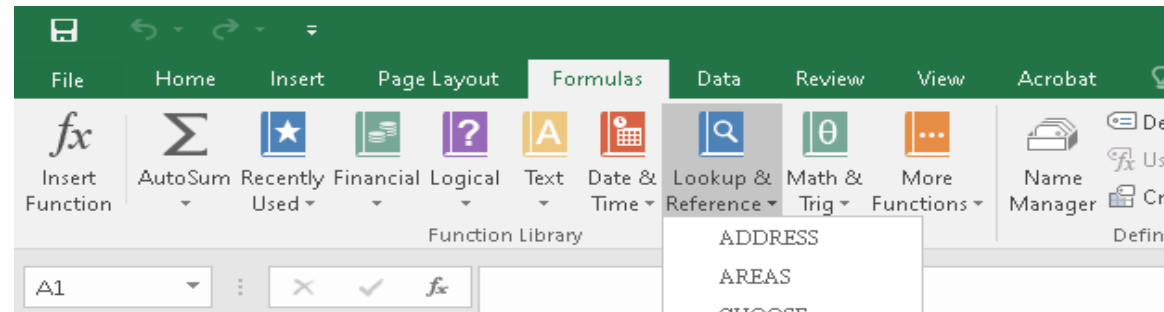 File Home Insert Page Layout Formulas Data Review View Acrobat
fx Σ ★ ? A θ ...
Insert Function AutoSum Recently Used Financial Logical Text Date & Time Lookup & Reference Math & Trig More Functions Name Manager
Function Library
ADDRESS
A1 fx AREAS
CHOOSE